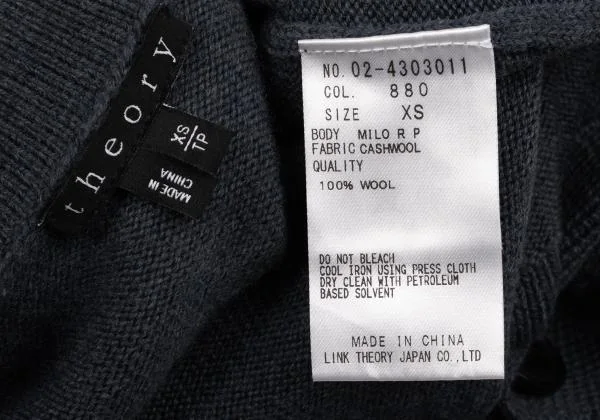 theory
XS
TP
MADE IN
CHINA
NO. 02-4303011
COL. 880
SIZE XS
BODY MILO R P
FABRIC CASHWOOL
QUALITY
100% WOOL
DO NOT BLEACH
COOL IRON USING PRESS CLOTH
DRY CLEAN WITH PETROLEUM
BASED SOLVENT
MADE IN CHINA
LINK THEORY JAPAN CO.,LTD